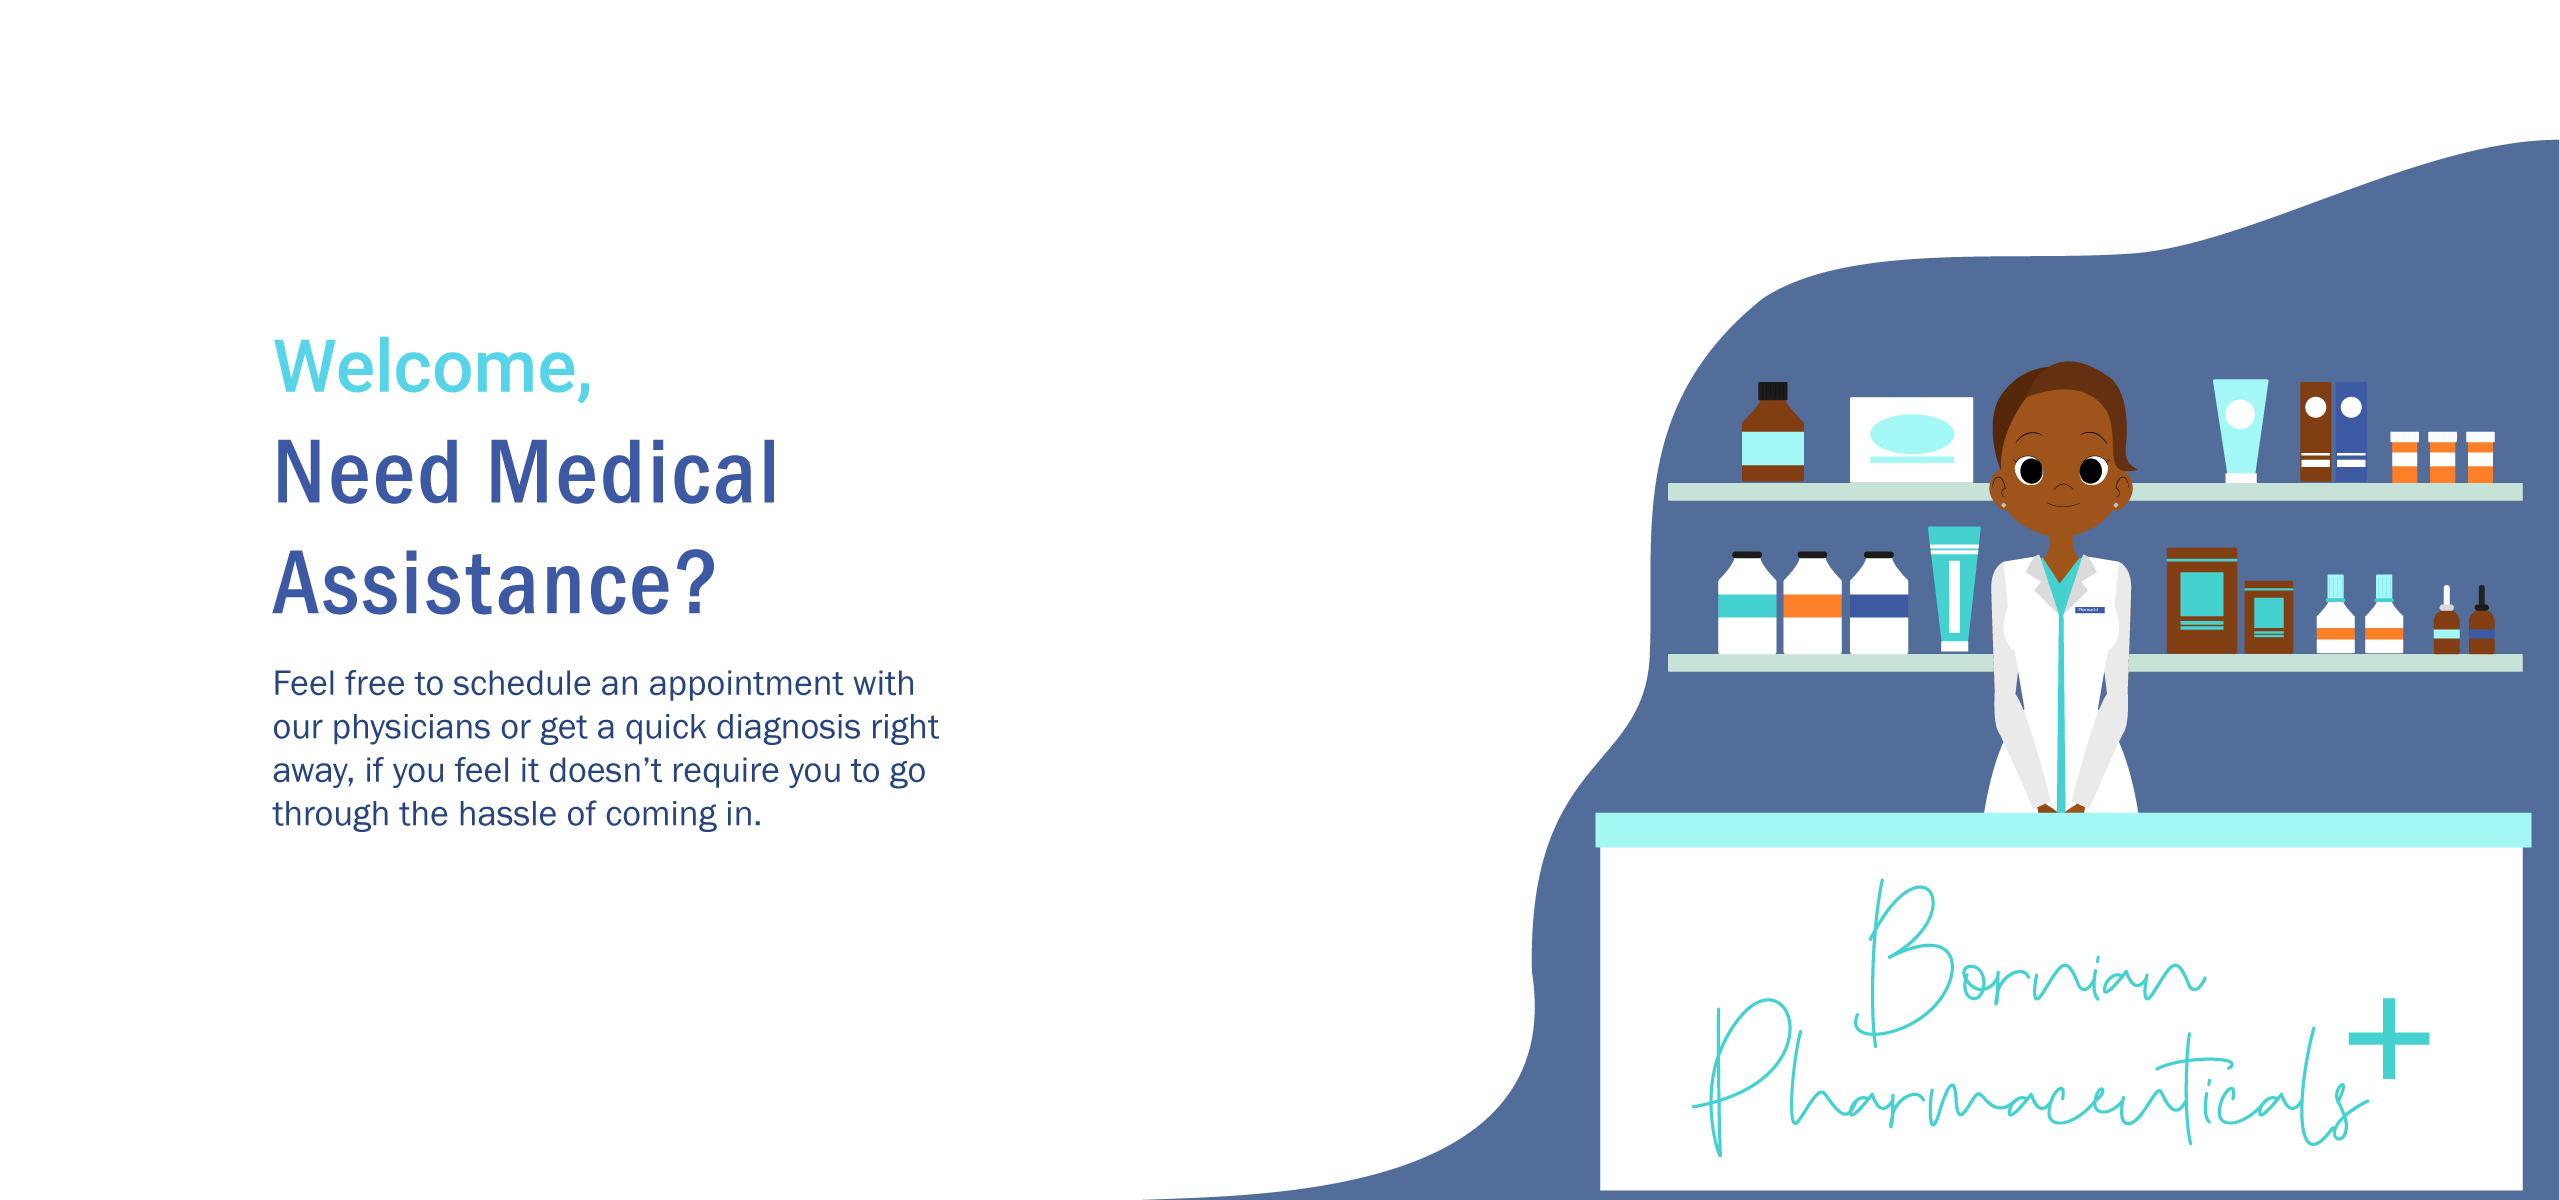 Welcome,
Need Medical
Assistance?
Feel free to schedule an appointment with
our physicians or get a quick diagnosis right
away, if you feel it doesn’t require you to go
through the hassle of coming in.
Bornian
Pharmaceuticals